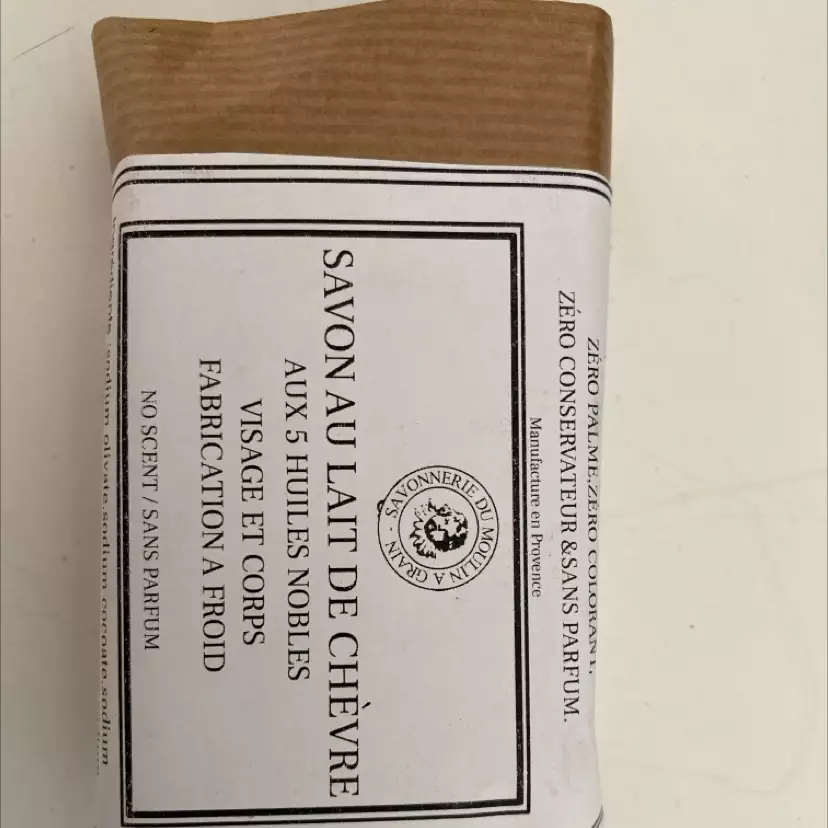 ZÉRO PALME,ZÉRO COLORANT,
ZÉRO CONSERVATEUR &SANS PARFUM.
Manufacture en Provence
SAVONNERIE DU MOULIN A GRAIN -
SAVON AU LAIT DE CHÈVRE
AUX 5 HUILES NOBLES
VISAGE ET CORPS
FABRICATION A FROID
NO SCENT / SANS PARFUM
Ingrédients :sodium olivate,sodium cocoate,sodium